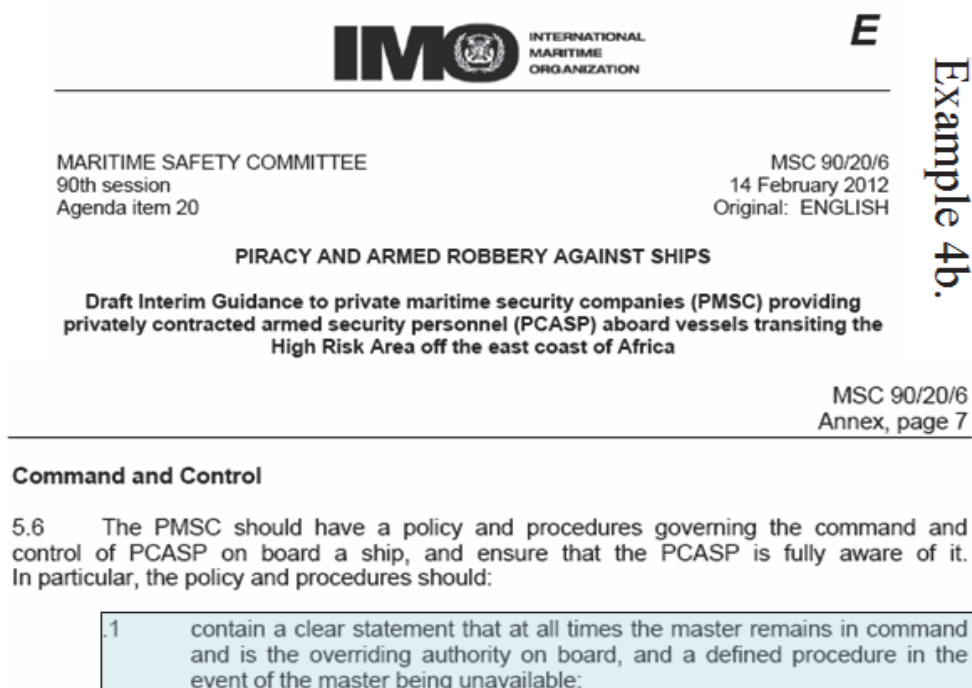 IMO
INTERNATIONAL
MARITIME
ORGANIZATION
E
Example 4b.
MARITIME SAFETY COMMITTEE
90th session
Agenda item 20
MSC 90/20/6
14 February 2012
Original: ENGLISH
PIRACY AND ARMED ROBBERY AGAINST SHIPS
Draft Interim Guidance to private maritime security companies (PMSC) providing
privately contracted armed security personnel (PCASP) aboard vessels transiting the
High Risk Area off the east coast of Africa
MSC 90/20/6
Annex, page 7
Command and Control
5.6 The PMSC should have a policy and procedures governing the command and
control of PCASP on board a ship, and ensure that the PCASP is fully aware of it.
In particular, the policy and procedures should:
.1 contain a clear statement that at all times the master remains in command
and is the overriding authority on board, and a defined procedure in the
event of the master being unavailable;